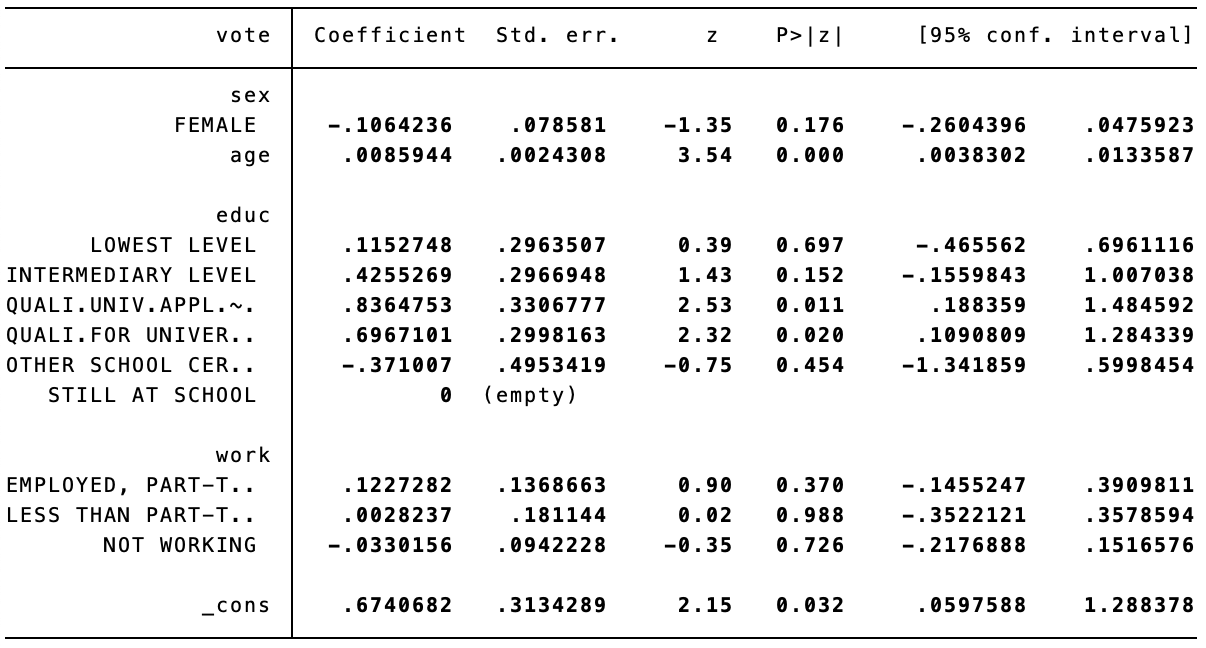 vote Coefficient Std. err. z P>|z| [95% conf. interval]
sex
FEMALE -.1064236 .078581 -1.35 0.176 -.2604396 .0475923
age .0085944 .0024308 3.54 0.000 .0038302 .0133587
educ
LOWEST LEVEL .1152748 .2963507 0.39 0.697 -.465562 .6961116
INTERMEDIARY LEVEL .4255269 .2966948 1.43 0.152 -.1559843 1.007038
QUALI.UNIV.APPL.~. .8364753 .3306777 2.53 0.011 .188359 1.484592
QUALI.FOR UNIVER.. .6967101 .2998163 2.32 0.020 .1090809 1.284339
OTHER SCHOOL CER.. -.371007 .4953419 -0.75 0.454 -1.341859 .5998454
STILL AT SCHOOL 0 (empty)
work
EMPLOYED, PART-T.. .1227282 .1368663 0.90 0.370 -.1455247 .3909811
LESS THAN PART-T.. .0028237 .181144 0.02 0.988 -.3522121 .3578594
NOT WORKING -.0330156 .0942228 -0.35 0.726 -.2176888 .1516576
_cons .6740682 .3134289 2.15 0.032 .0597588 1.288378